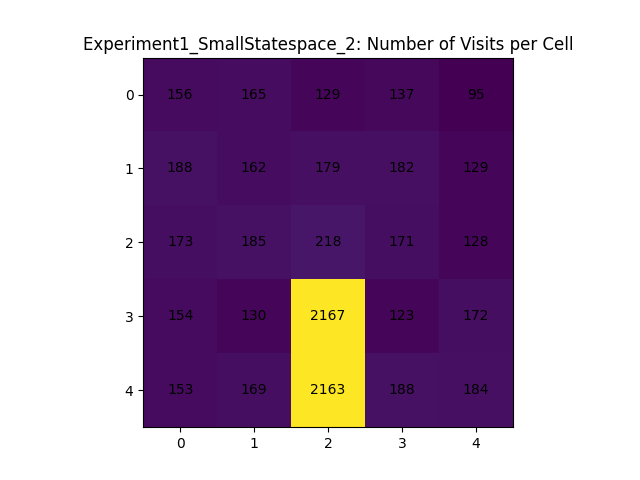 Experiment1_SmallStatespace_2: Number of Visits per Cell
0 156 165 129 137 95
1 188 162 179 182 129
2 173 185 218 171 128
3 154 130 2167 123 172
4 153 169 2163 188 184
0 1 2 3 4